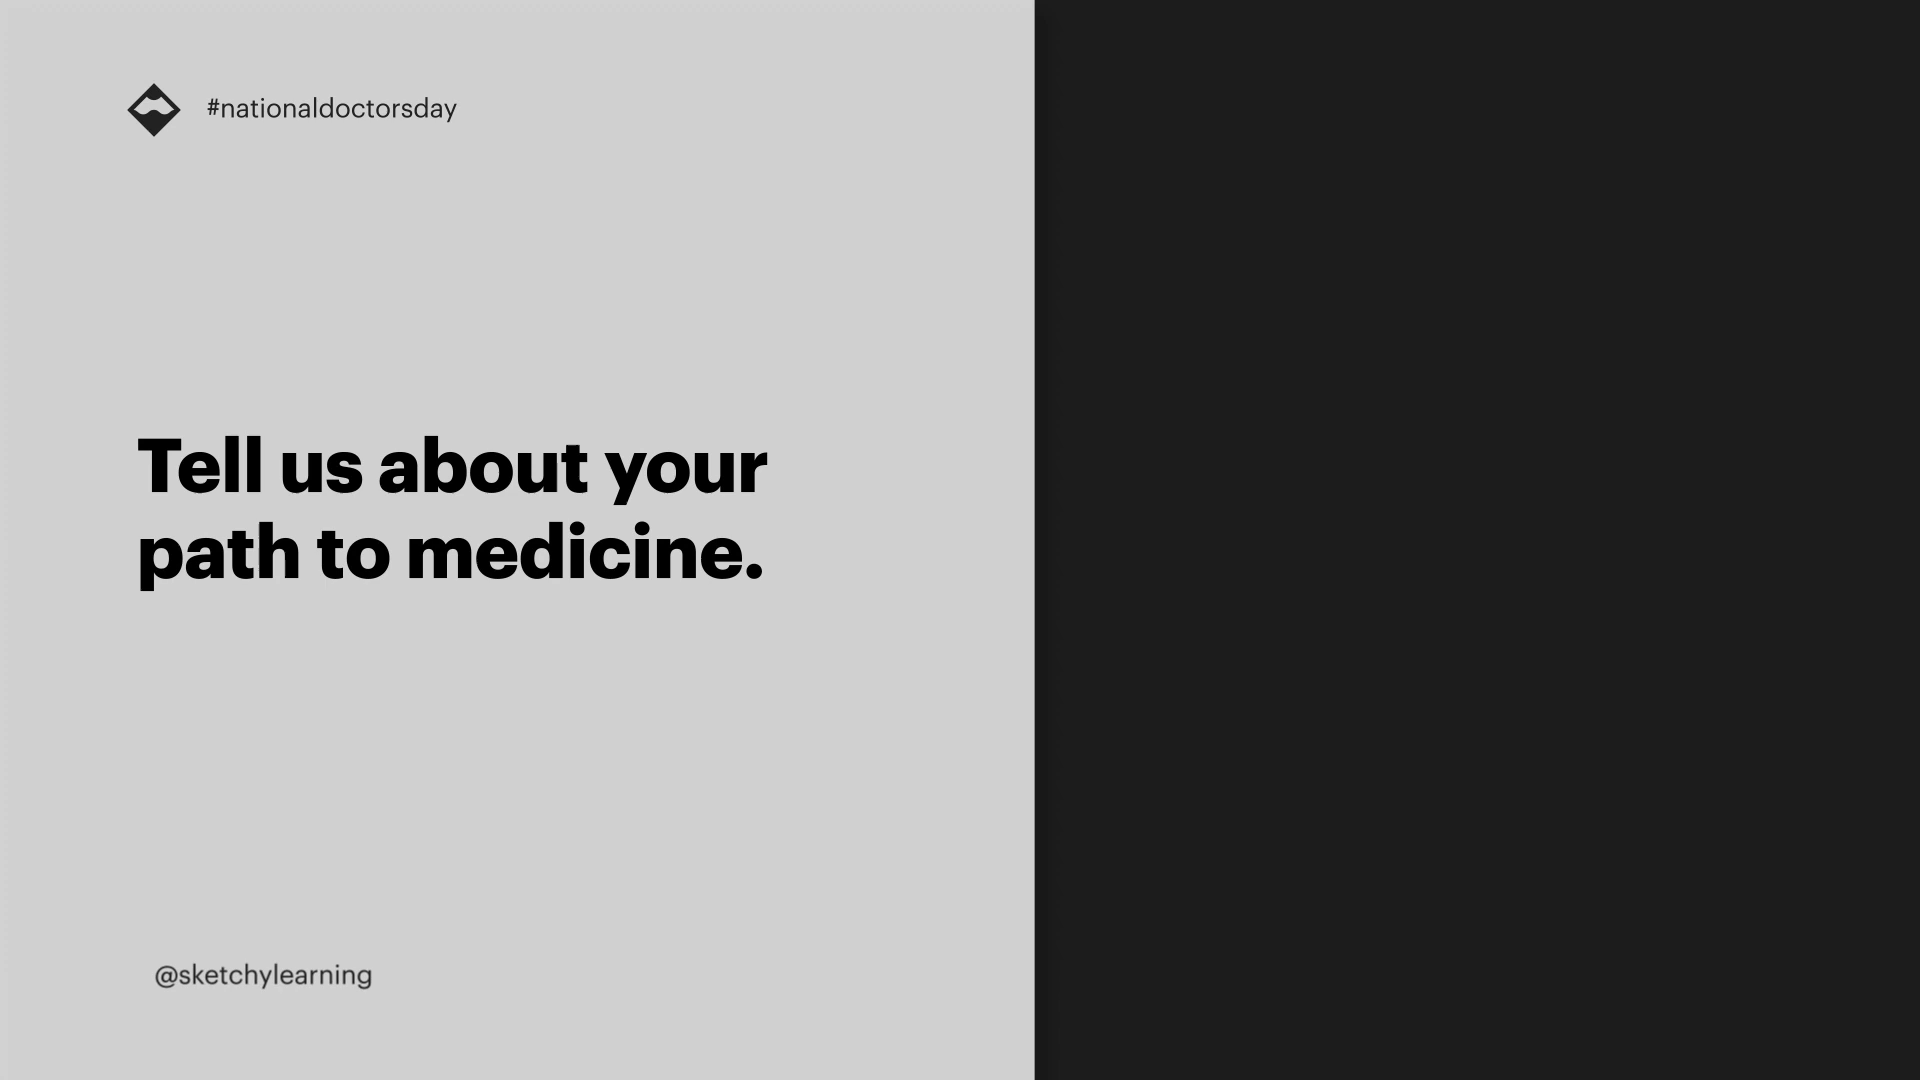 #nationaldoctorsday
Tell us about your
path to medicine.
@sketchylearning